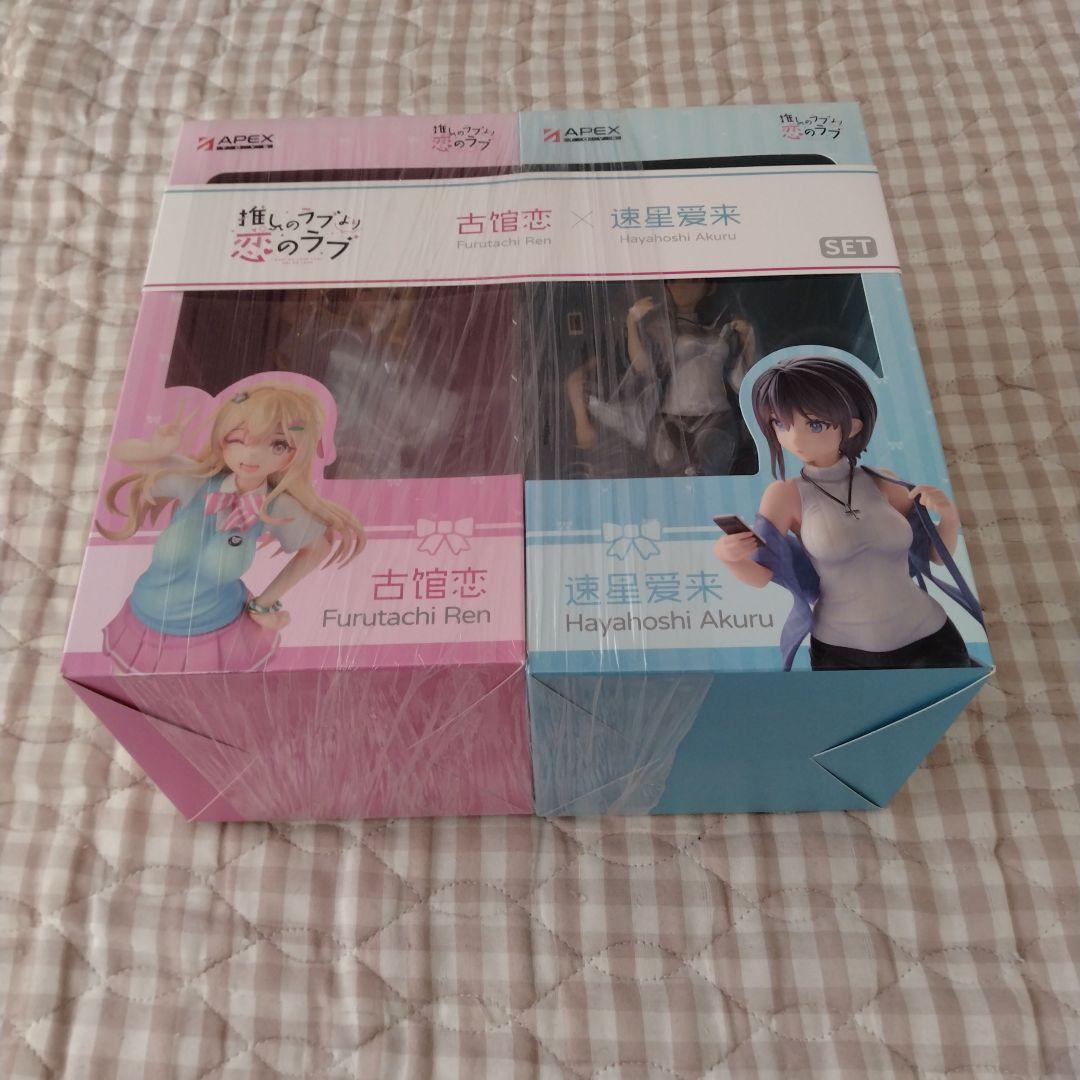 APEX
TOYS
推しのラブより
恋のラブ
APEX
TOYS
推しのラブより
恋のラブ
推しのラブより
恋のラブ
古馆恋 × 速星爱来
Furutachi Ren
Hayahoshi Akuru
SET
古馆恋
Furutachi Ren
速星爱来
Hayahoshi Akuru